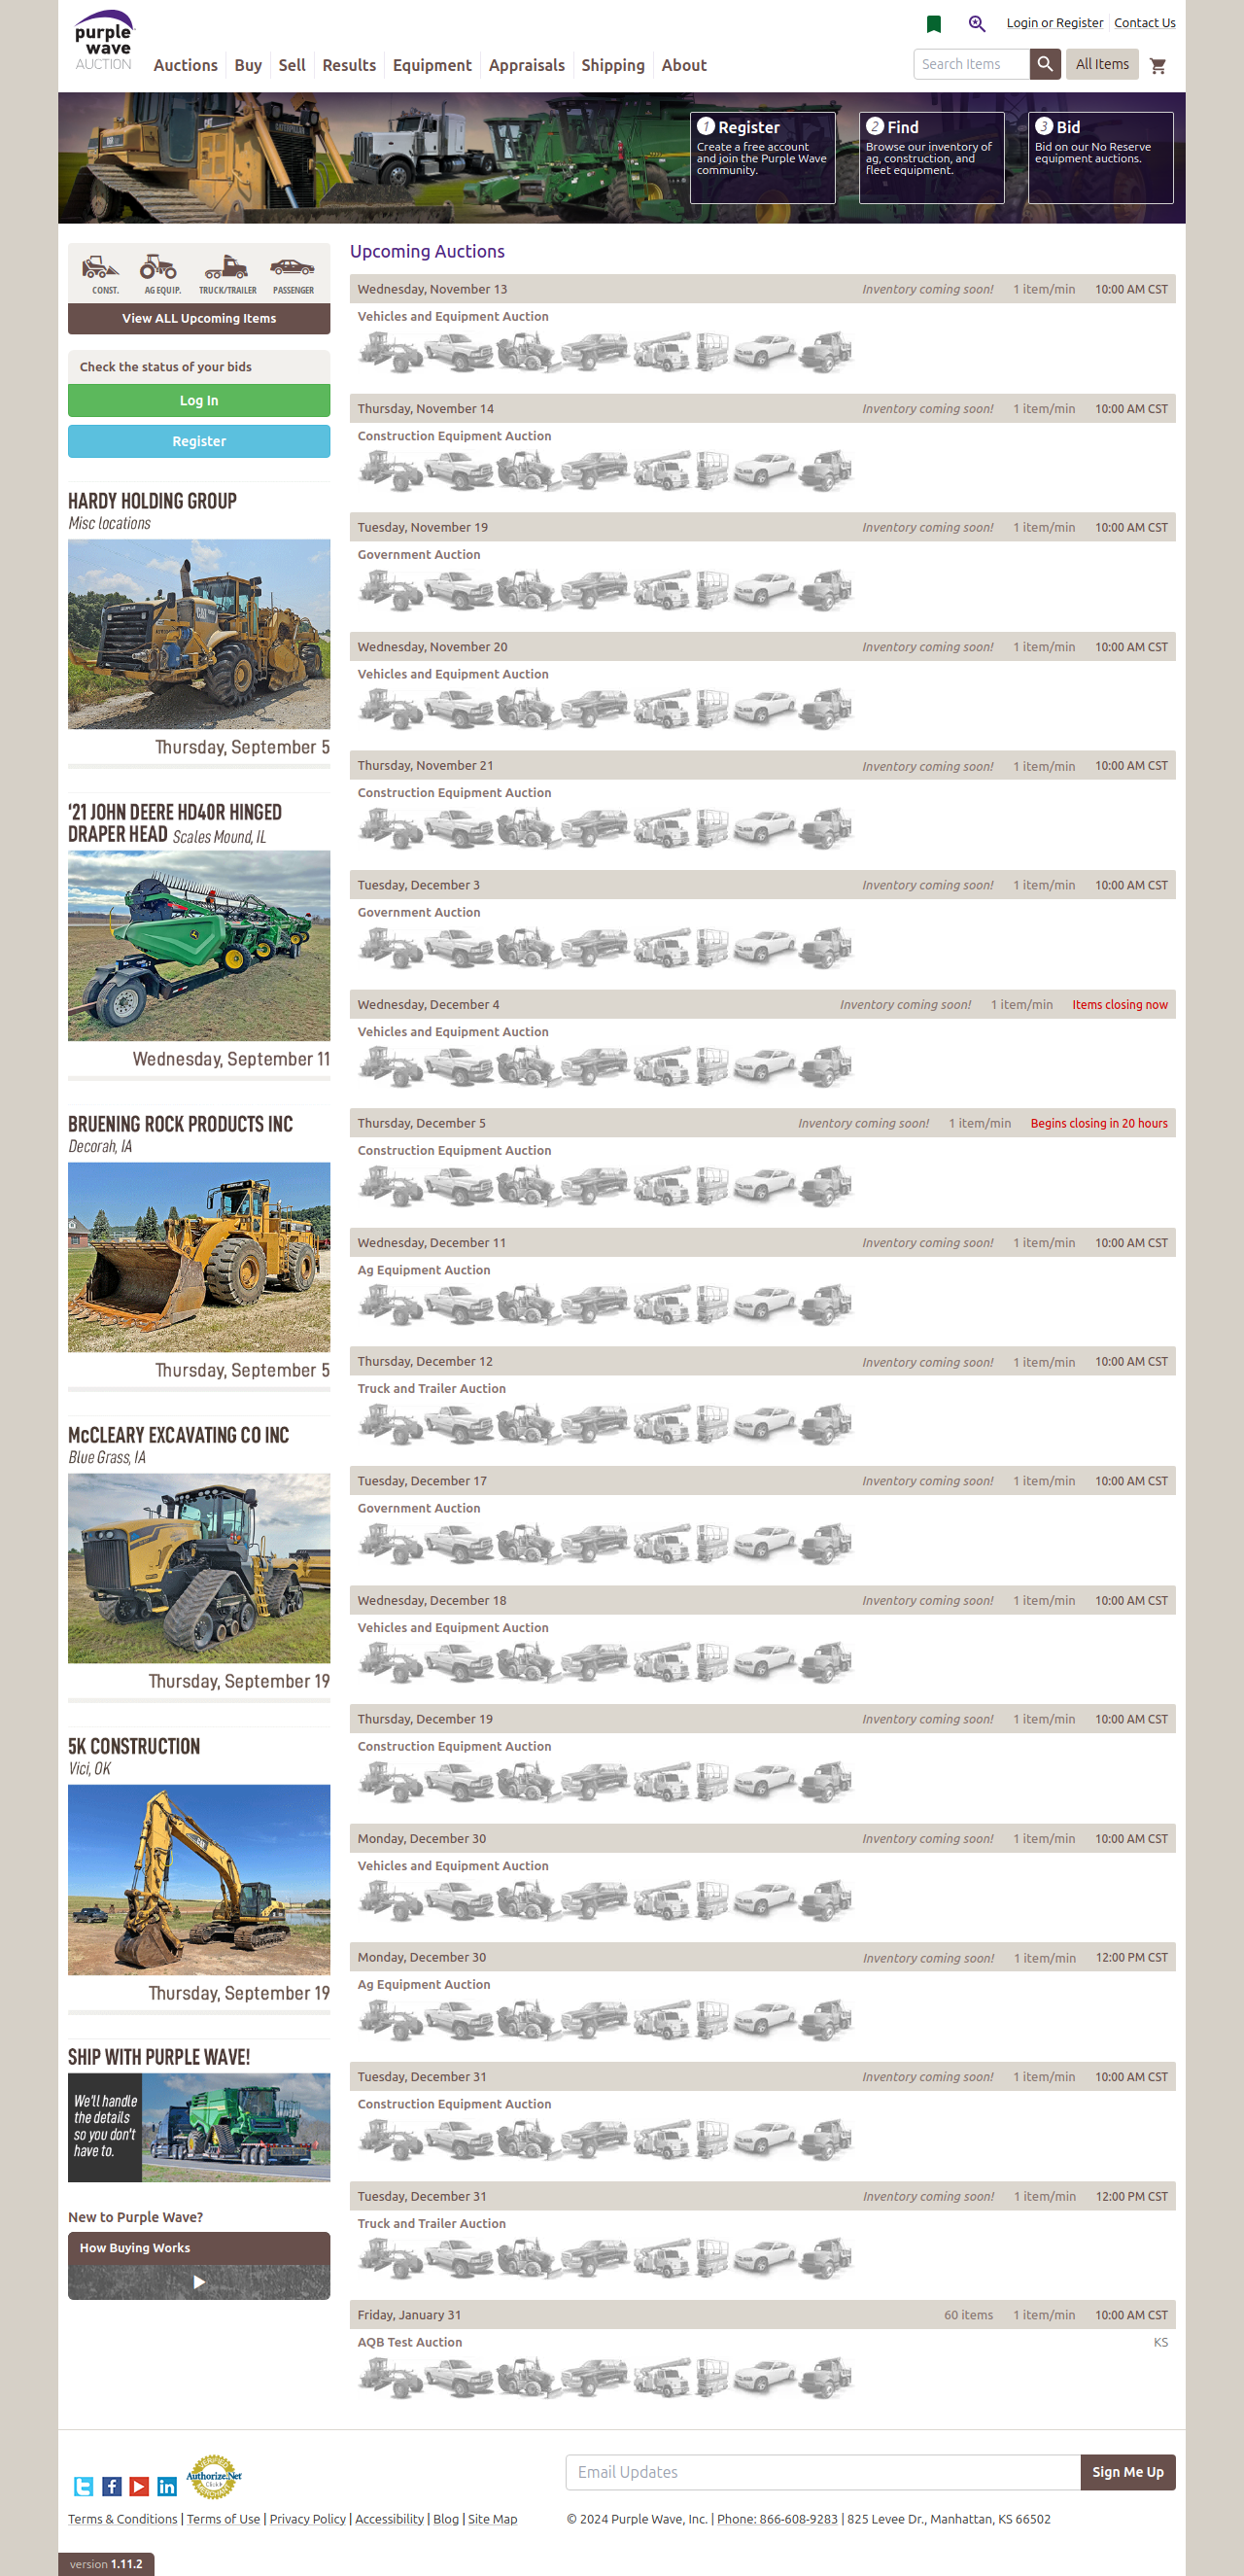 purple
wave
AUCTION
Login or Register
Contact Us
Auctions
Buy
Sell
Results
Equipment
Appraisals
Shipping
About
Search Items
All Items
1 Register
Create a free account
and join the Purple Wave
community.
2 Find
Browse our inventory of
ag, construction, and
fleet equipment.
3 Bid
Bid on our No Reserve
equipment auctions.
CONST.
AG EQUIP.
TRUCK/TRAILER
PASSENGER
View ALL Upcoming Items
Check the status of your bids
Log In
Register
HARDY HOLDING GROUP
Misc locations
CAT
Thursday, September 5
'21 JOHN DEERE HD40R HINGED
DRAPER HEAD Scales Mound, IL
Wednesday, September 11
BRUENING ROCK PRODUCTS INC
Decorah, IA
Thursday, September 5
McCLEARY EXCAVATING CO INC
Blue Grass, IA
Thursday, September 19
5K CONSTRUCTION
Vici, OK
CAT
Thursday, September 19
SHIP WITH PURPLE WAVE!
We'll handle
the details
so you don't
have to.
New to Purple Wave?
How Buying Works
Upcoming Auctions
Wednesday, November 13 Inventory coming soon! 1 item/min 10:00 AM CST
Vehicles and Equipment Auction
Thursday, November 14 Inventory coming soon! 1 item/min 10:00 AM CST
Construction Equipment Auction
Tuesday, November 19 Inventory coming soon! 1 item/min 10:00 AM CST
Government Auction
Wednesday, November 20 Inventory coming soon! 1 item/min 10:00 AM CST
Vehicles and Equipment Auction
Thursday, November 21 Inventory coming soon! 1 item/min 10:00 AM CST
Construction Equipment Auction
Tuesday, December 3 Inventory coming soon! 1 item/min 10:00 AM CST
Government Auction
Wednesday, December 4 Inventory coming soon! 1 item/min Items closing now
Vehicles and Equipment Auction
Thursday, December 5 Inventory coming soon! 1 item/min Begins closing in 20 hours
Construction Equipment Auction
Wednesday, December 11 Inventory coming soon! 1 item/min 10:00 AM CST
Ag Equipment Auction
Thursday, December 12 Inventory coming soon! 1 item/min 10:00 AM CST
Truck and Trailer Auction
Tuesday, December 17 Inventory coming soon! 1 item/min 10:00 AM CST
Government Auction
Wednesday, December 18 Inventory coming soon! 1 item/min 10:00 AM CST
Vehicles and Equipment Auction
Thursday, December 19 Inventory coming soon! 1 item/min 10:00 AM CST
Construction Equipment Auction
Monday, December 30 Inventory coming soon! 1 item/min 10:00 AM CST
Vehicles and Equipment Auction
Monday, December 30 Inventory coming soon! 1 item/min 12:00 PM CST
Ag Equipment Auction
Tuesday, December 31 Inventory coming soon! 1 item/min 10:00 AM CST
Construction Equipment Auction
Tuesday, December 31 Inventory coming soon! 1 item/min 12:00 PM CST
Truck and Trailer Auction
Friday, January 31 60 items 1 item/min 10:00 AM CST
AQB Test Auction KS
Authorize.Net
Click
Email Updates
Sign Me Up
Terms & Conditions | Terms of Use | Privacy Policy | Accessibility | Blog | Site Map
© 2024 Purple Wave, Inc. | Phone: 866-608-9283 | 825 Levee Dr., Manhattan, KS 66502
version 1.11.2